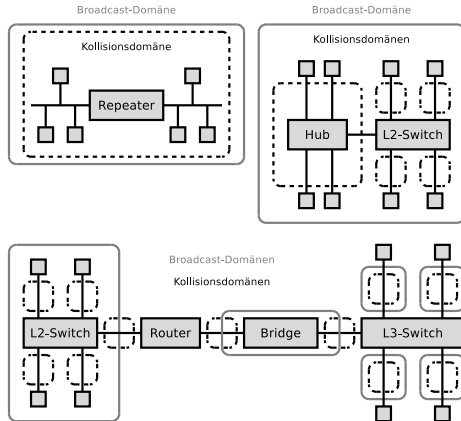 Broadcast-Domäne
Kollisionsdomäne
Repeater
Broadcast-Domäne
Kollisionsdomänen
Hub
L2-Switch
Broadcast-Domänen
Kollisionsdomänen
L2-Switch
Router
Bridge
L3-Switch